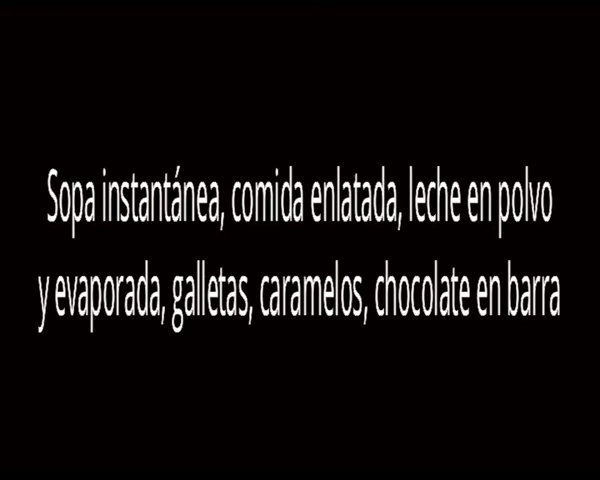 Sopa instantánea, comida enlatada, leche en polvo
y evaporada, galletas, caramelos, chocolate en barra